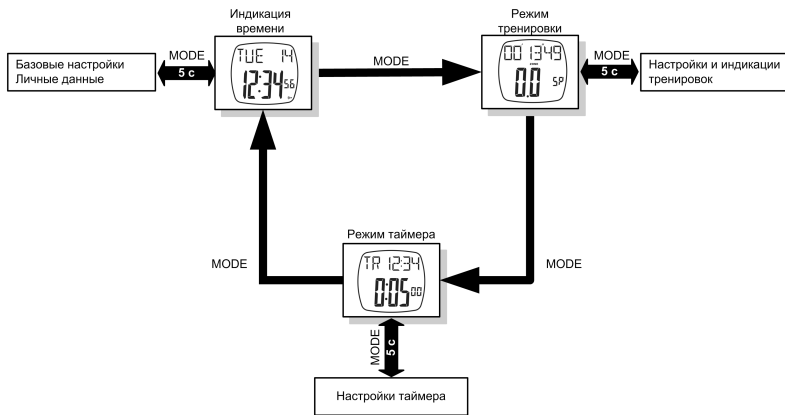 Индикация
времени
Режим
тренировки
TUE 14
12:34 56
00 13'49
0.0 SP
MODE
5 c
Базовые настройки
Личные данные
MODE
MODE
5 c
Настройки и индикации
тренировок
Режим таймера
TR 12:34
0:05 00
MODE
MODE
MODE
5 c
Настройки таймера